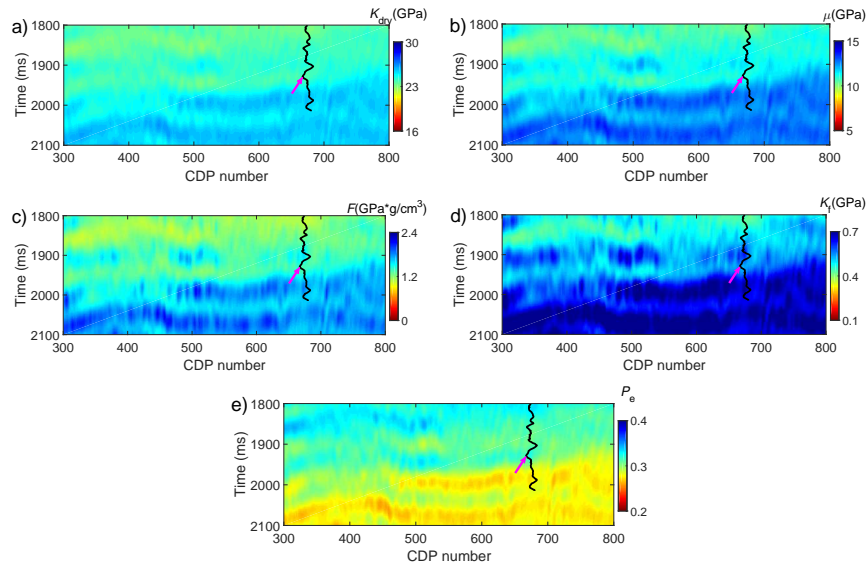 a)
K_dry(GPa)
1800
1900
2000
2100
Time (ms)
300 400 500 600 700 800
CDP number
30
23
16
b)
μ(GPa)
1800
1900
2000
2100
Time (ms)
300 400 500 600 700 800
CDP number
15
10
5
c)
F(GPa*g/cm³)
1800
1900
2000
2100
Time (ms)
300 400 500 600 700 800
CDP number
2.4
1.2
0
d)
K_f(GPa)
1800
1900
2000
2100
Time (ms)
300 400 500 600 700 800
CDP number
0.7
0.4
0.1
e)
P_e
1800
1900
2000
2100
Time (ms)
300 400 500 600 700 800
CDP number
0.4
0.3
0.2